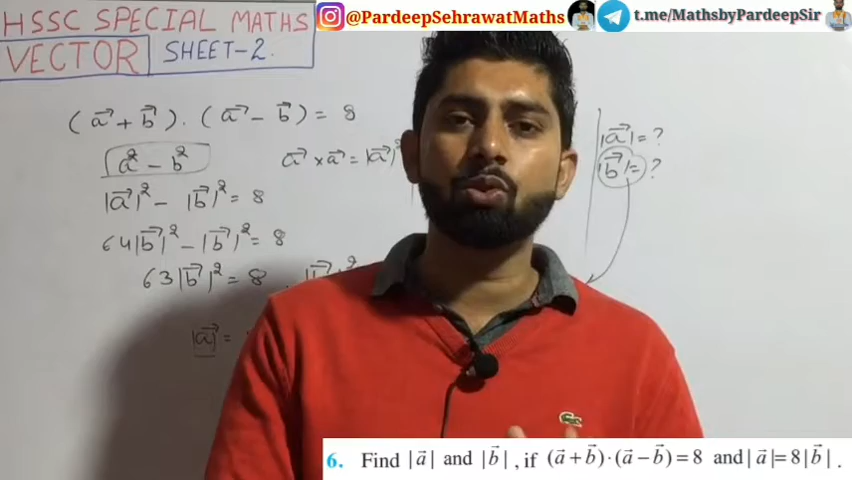 HSSC SPECIAL MATHS
VECTOR SHEET-2.
@PardeepSehrawatMaths
t.me/MathsbyPardeepSir
(a⃗ + b⃗) . (a⃗ - b⃗) = 8
a² - b²
a⃗ × a⃗ = |a⃗|²
|a⃗|² - |b⃗|² = 8
64|b⃗|² - |b⃗|² = 8
63|b⃗|² = 8
|b⃗|²
|a⃗| =
|a⃗| = ?
|b⃗| = ?
6. Find |a⃗| and |b⃗|, if (a⃗+b⃗)·(a⃗−b⃗)=8 and |a⃗|=8|b⃗|.